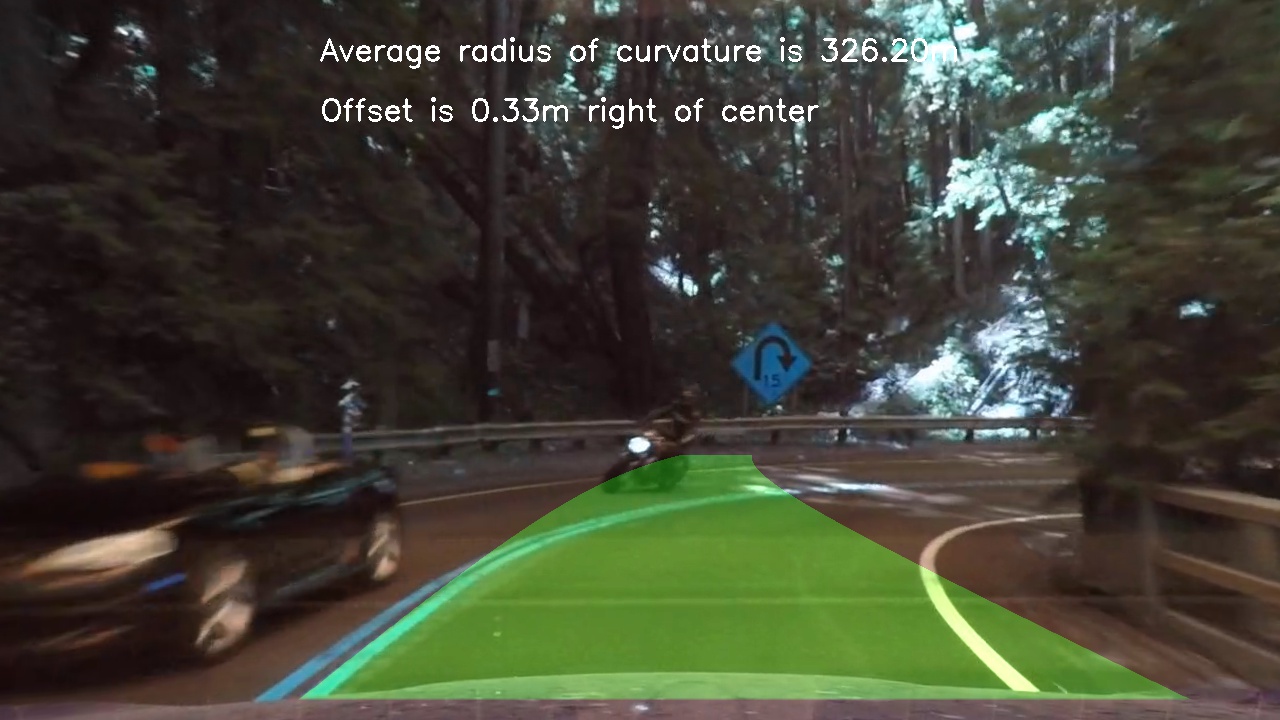 Average radius of curvature is 326.20m
Offset is 0.33m right of center
15